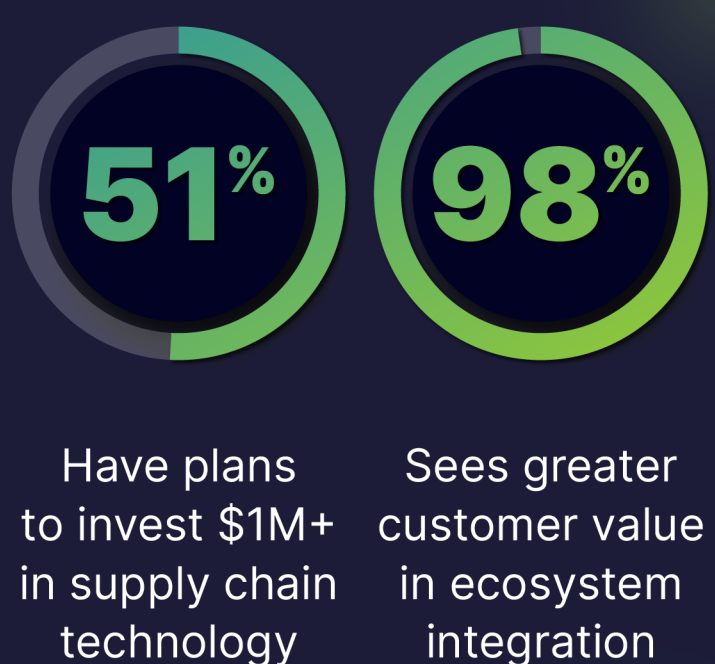 51%
Have plans
to invest $1M+
in supply chain
technology
98%
Sees greater
customer value
in ecosystem
integration